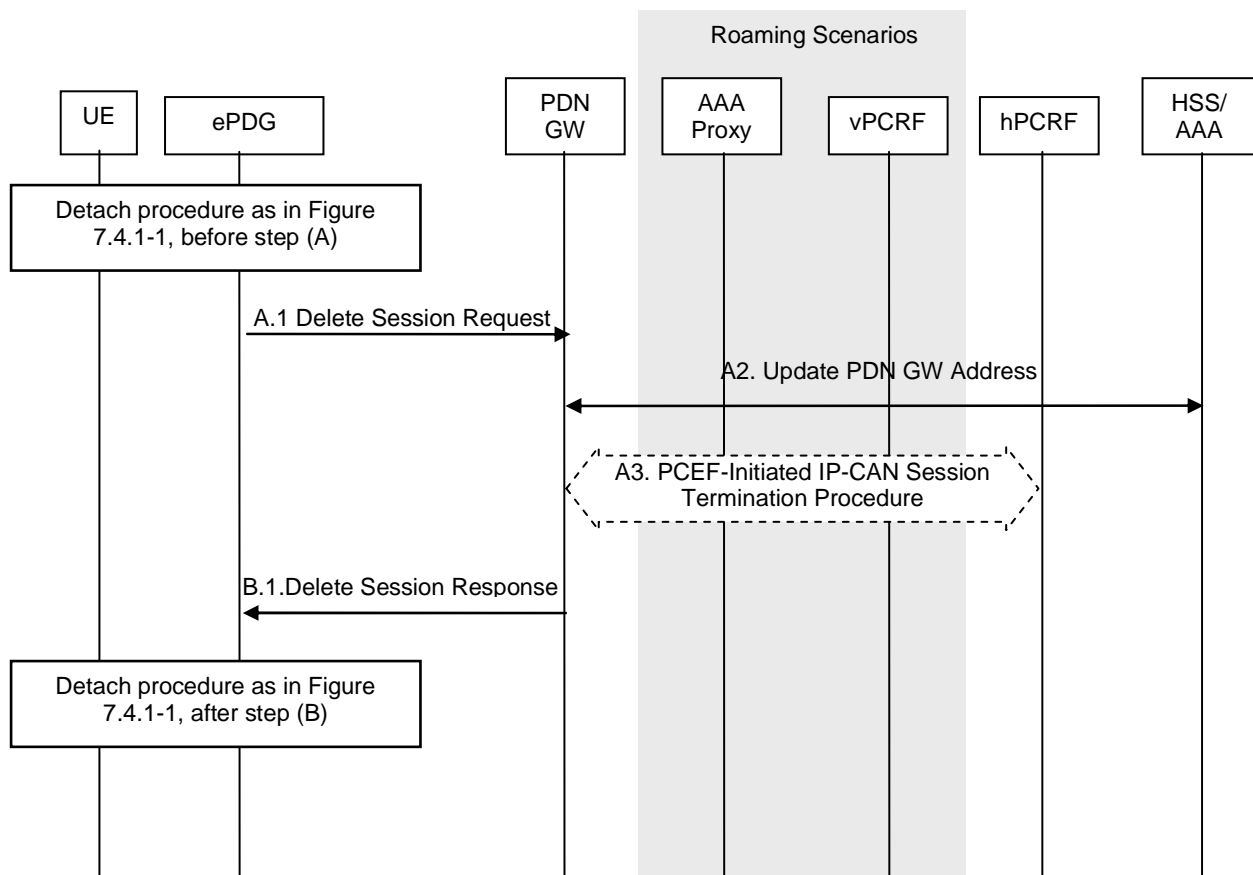 Roaming Scenarios
UE
ePDG
PDN
GW
AAA
Proxy
vPCRF
hPCRF
HSS/
AAA
Detach procedure as in Figure
7.4.1-1, before step (A)
A.1 Delete Session Request
A2. Update PDN GW Address
A3. PCEF-Initiated IP-CAN Session
Termination Procedure
B.1.Delete Session Response
Detach procedure as in Figure
7.4.1-1, after step (B)